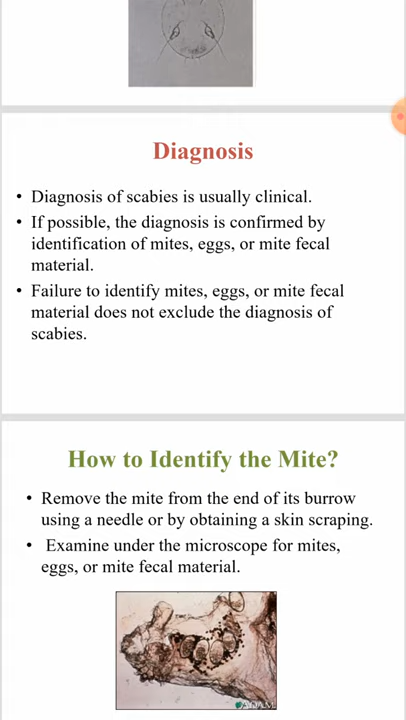 Diagnosis
• Diagnosis of scabies is usually clinical.
• If possible, the diagnosis is confirmed by
identification of mites, eggs, or mite fecal
material.
• Failure to identify mites, eggs, or mite fecal
material does not exclude the diagnosis of
scabies.
How to Identify the Mite?
• Remove the mite from the end of its burrow
using a needle or by obtaining a skin scraping.
• Examine under the microscope for mites,
eggs, or mite fecal material.
ADAM.